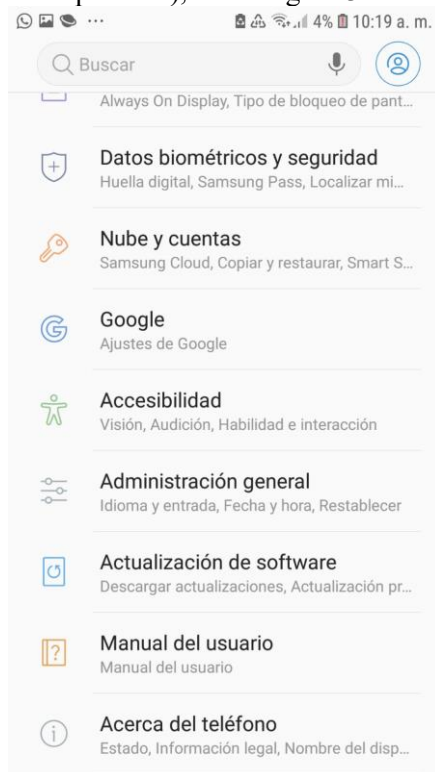 4% 10:19 a. m.
Buscar
Always On Display, Tipo de bloqueo de pant...
Datos biométricos y seguridad
Huella digital, Samsung Pass, Localizar mi...
Nube y cuentas
Samsung Cloud, Copiar y restaurar, Smart S...
Google
Ajustes de Google
Accesibilidad
Visión, Audición, Habilidad e interacción
Administración general
Idioma y entrada, Fecha y hora, Restablecer
Actualización de software
Descargar actualizaciones, Actualización pr...
Manual del usuario
Manual del usuario
Acerca del teléfono
Estado, Información legal, Nombre del disp...